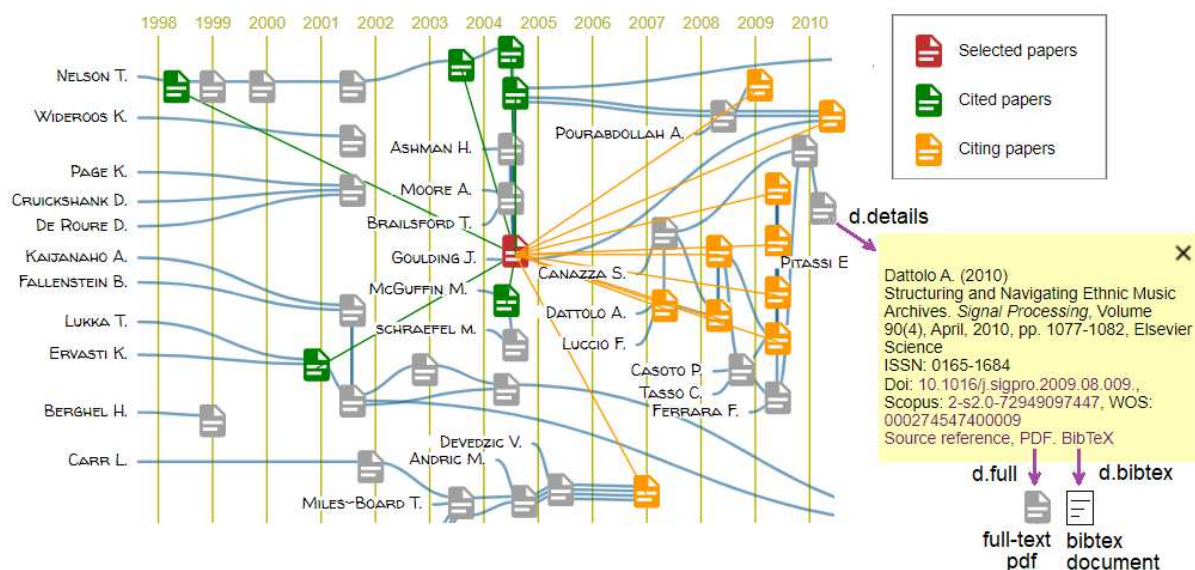 1998 1999 2000 2001 2002 2003 2004 2005 2006 2007 2008 2009 2010
Selected papers
Cited papers
Citing papers
Nelson T.
Wideroos K.
Pourabdollah A.
Ashman H.
Page K.
Moore A.
Cruickshank D.
Brailsford T.
De Roure D.
d.details
Kaijanaho A.
Goulding J.
Pitassi E
Canazza S.
Fallenstein B.
McGuffin M.
Dattolo A.
Lukka T.
schraefel m.
Luccio F.
Ervasti K.
Casoto P.
Tasso C.
Ferrara F.
Berghel H.
Devedzic V.
Andric M.
Carr L.
Miles-Board T.
Dattolo A. (2010)
Structuring and Navigating Ethnic Music
Archives. Signal Processing, Volume
90(4), April, 2010, pp. 1077-1082, Elsevier
Science
ISSN: 0165-1684
Doi: 10.1016/j.sigpro.2009.08.009.,
Scopus: 2-s2.0-72949097447, WOS:
000274547400009
Source reference, PDF. BibTeX
d.full
d.bibtex
full-text
pdf
bibtex
document